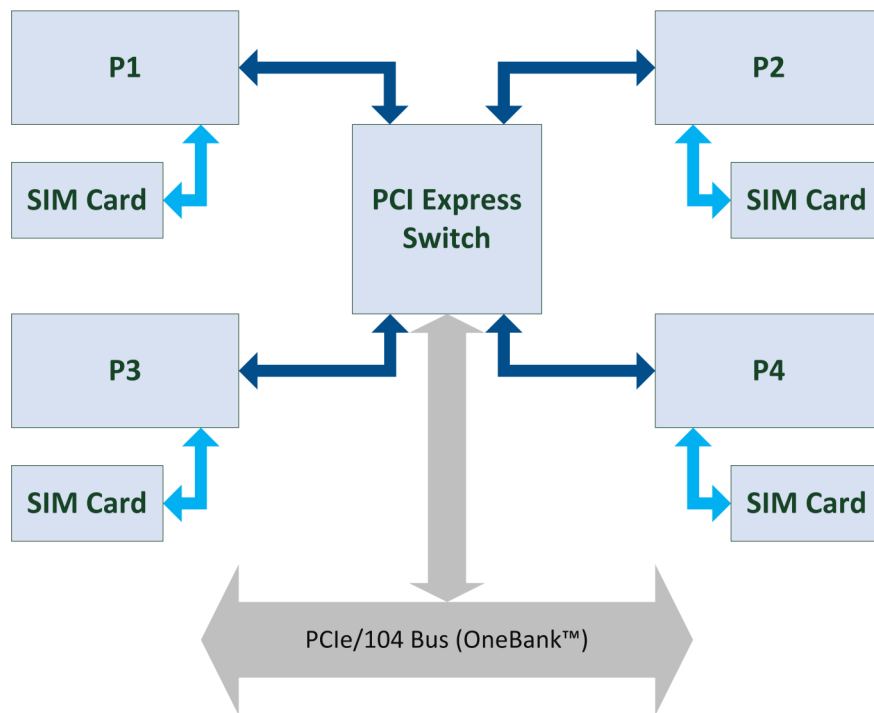 P1
P2
SIM Card
PCI Express
Switch
SIM Card
P3
P4
SIM Card
SIM Card
PCIe/104 Bus (OneBank™)